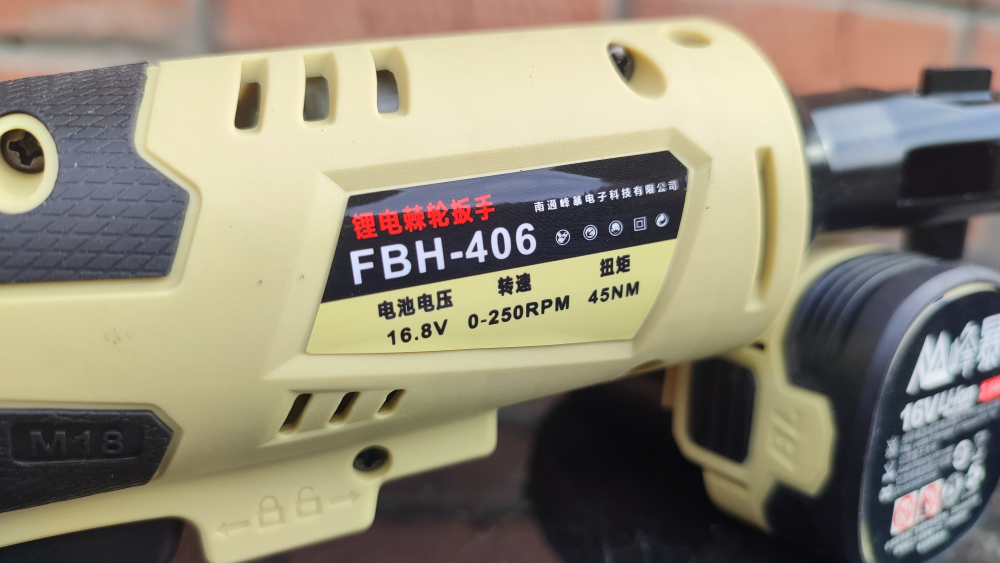 锂电棘轮扳手
南通峰暴电子科技有限公司
FBH-406
电池电压 转速 扭矩
16.8V 0-250RPM 45NM
M18
16V